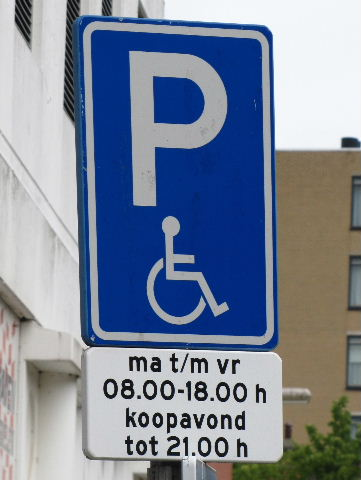 P
ma t/m vr
08.00-18.00 h
koopavond
tot 21.00 h